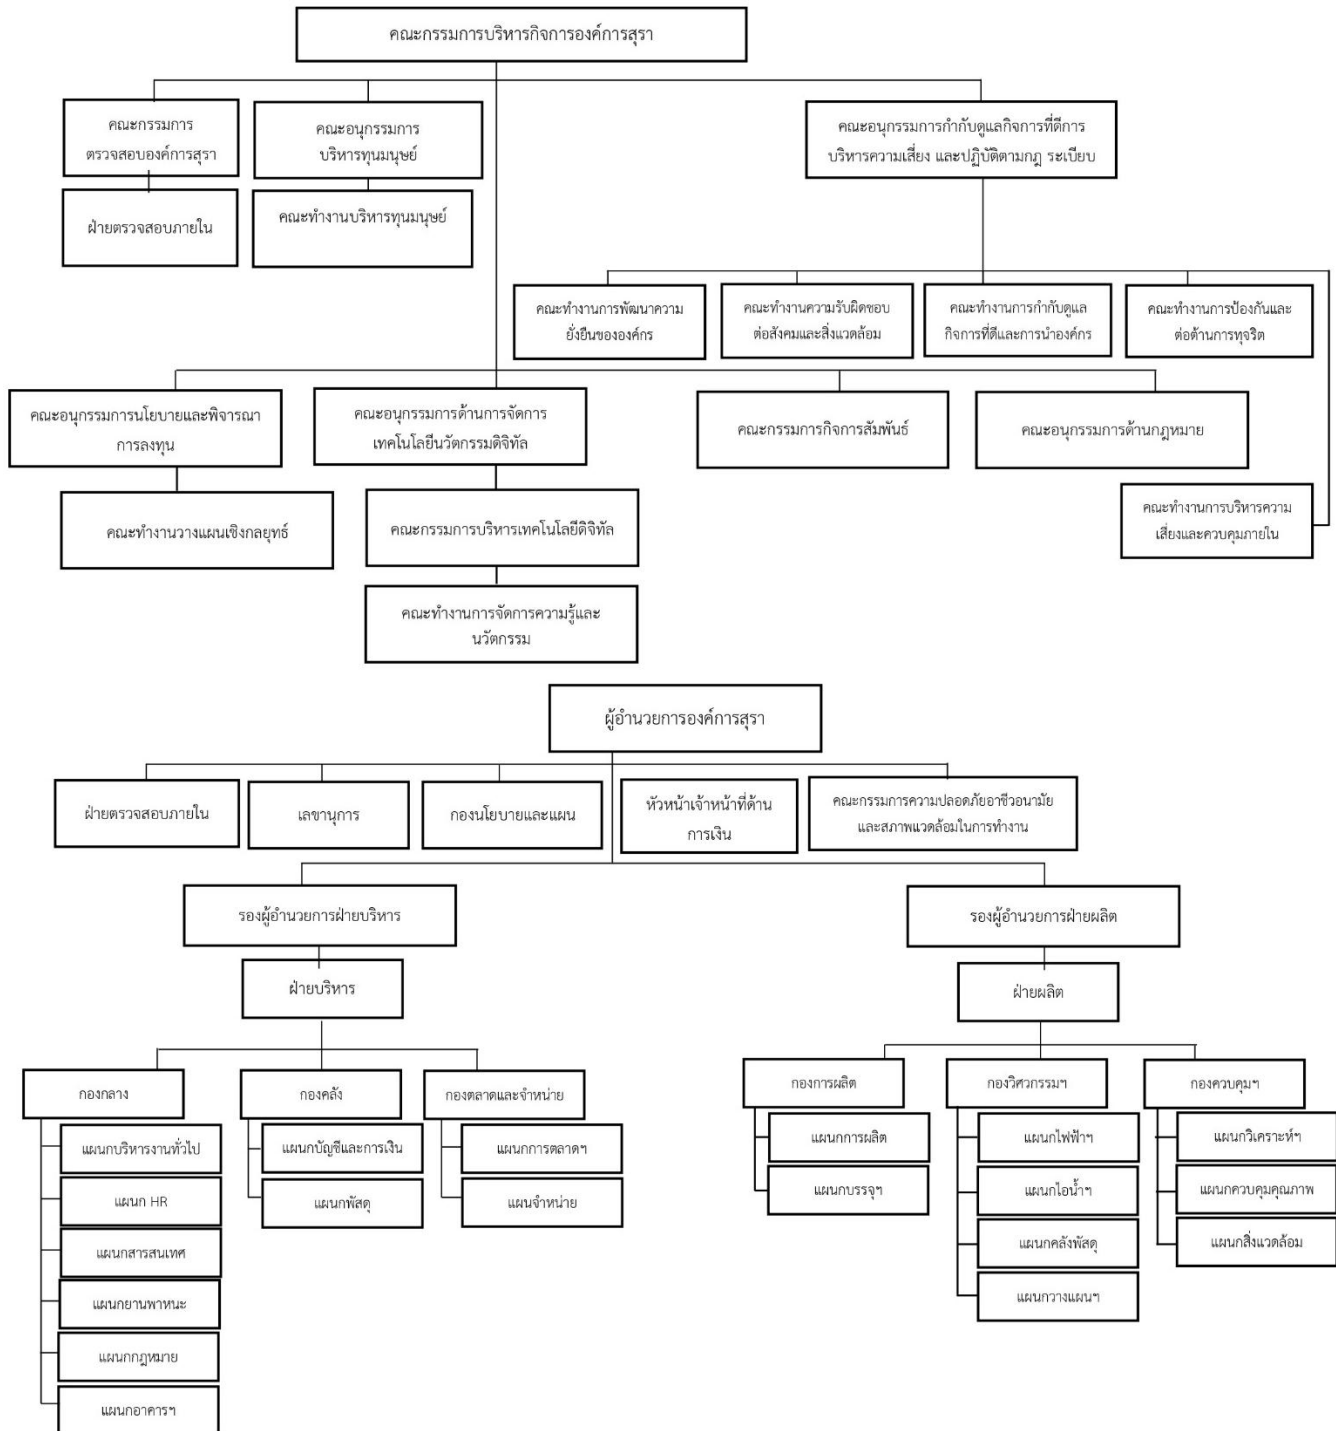 คณะกรรมการบริหารกิจการองค์การสุรา
คณะกรรมการ
ตรวจสอบองค์การสุรา
คณะอนุกรรมการ
บริหารทุนมนุษย์
คณะอนุกรรมการกำกับดูแลกิจการที่ดีการ
บริหารความเสี่ยง และปฏิบัติตามกฎ ระเบียบ
ฝ่ายตรวจสอบภายใน
คณะทำงานบริหารทุนมนุษย์
คณะทำงานการพัฒนาความ
ยั่งยืนขององค์กร
คณะทำงานความรับผิดชอบ
ต่อสังคมและสิ่งแวดล้อม
คณะทำงานการกำกับดูแล
กิจการที่ดีและการนำองค์กร
คณะทำงานการป้องกันและ
ต่อต้านการทุจริต
คณะอนุกรรมการนโยบายและพิจารณา
การลงทุน
คณะอนุกรรมการด้านการจัดการ
เทคโนโลยีนวัตกรรมดิจิทัล
คณะกรรมการกิจการสัมพันธ์
คณะอนุกรรมการด้านกฎหมาย
คณะทำงานวางแผนเชิงกลยุทธ์
คณะกรรมการบริหารเทคโนโลยีดิจิทัล
คณะทำงานการบริหารความ
เสี่ยงและควบคุมภายใน
คณะทำงานการจัดการความรู้และ
นวัตกรรม
ผู้อำนวยการองค์การสุรา
ฝ่ายตรวจสอบภายใน
เลขานุการ
กองนโยบายและแผน
หัวหน้าเจ้าหน้าที่ด้าน
การเงิน
คณะกรรมการความปลอดภัยอาชีวอนามัย
และสภาพแวดล้อมในการทำงาน
รองผู้อำนวยการฝ่ายบริหาร
รองผู้อำนวยการฝ่ายผลิต
ฝ่ายบริหาร
ฝ่ายผลิต
กองกลาง
กองคลัง
กองตลาดและจำหน่าย
กองการผลิต
กองวิศวกรรมฯ
กองควบคุมฯ
แผนกบริหารงานทั่วไป
แผนก HR
แผนกสารสนเทศ
แผนกยานพาหนะ
แผนกกฎหมาย
แผนกอาคารฯ
แผนกบัญชีและการเงิน
แผนกพัสดุ
แผนกการตลาดฯ
แผนจำหน่าย
แผนกการผลิต
แผนกบรรจุฯ
แผนกไฟฟ้าฯ
แผนกไอน้ำฯ
แผนกคลังพัสดุ
แผนกวางแผนฯ
แผนกวิเคราะห์ฯ
แผนกควบคุมคุณภาพ
แผนกสิ่งแวดล้อม